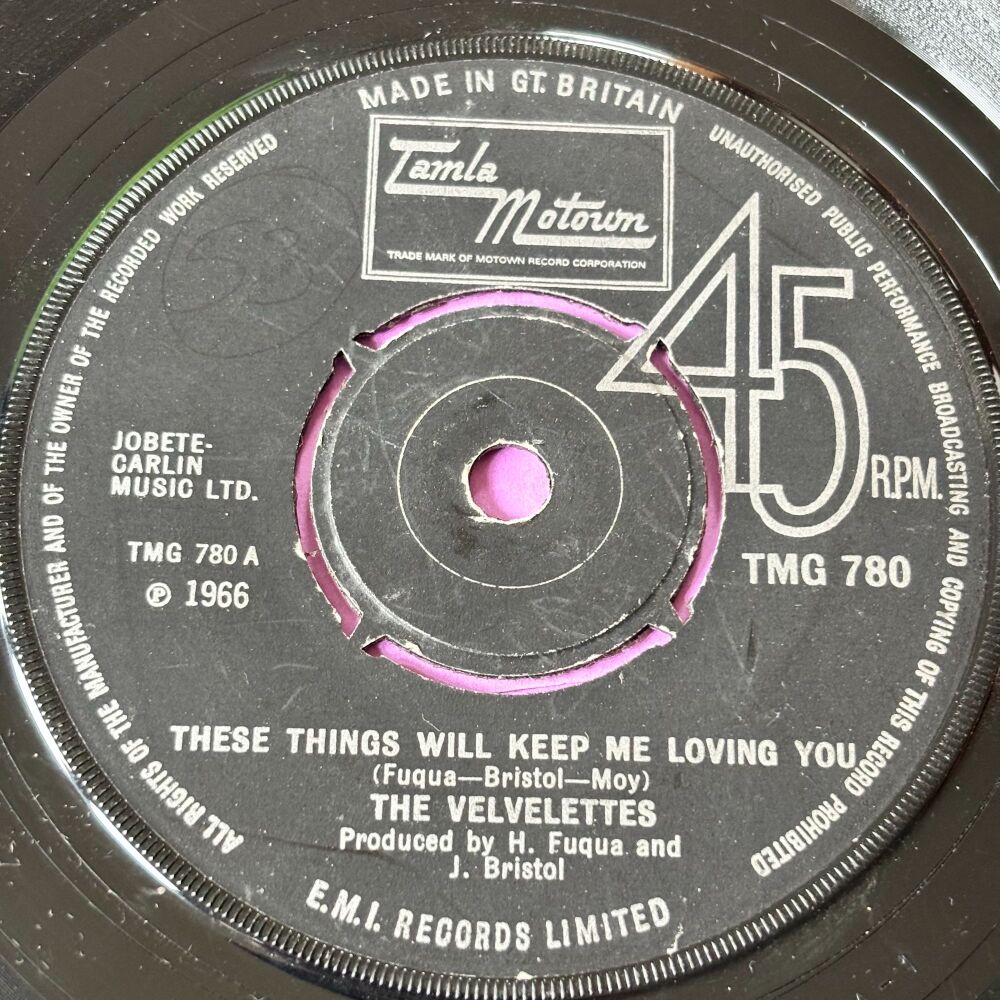 MADE IN GT. BRITAIN
Tamla
Motown
TRADE MARK OF MOTOWN RECORD CORPORATION
UNAUTHORISED PUBLIC PERFORMANCE BROADCASTING AND COPYING OF THIS RECORD PROHIBITED
ALL RIGHTS OF THE MANUFACTURER AND OF THE OWNER OF THE RECORDED WORK RESERVED
45
R.P.M.
JOBETE-
CARLIN
MUSIC LTD.
TMG 780 A
℗ 1966
TMG 780
THESE THINGS WILL KEEP ME LOVING YOU
(Fuqua—Bristol—Moy)
THE VELVELETTES
Produced by H. Fuqua and
J. Bristol
E.M.I. RECORDS LIMITED